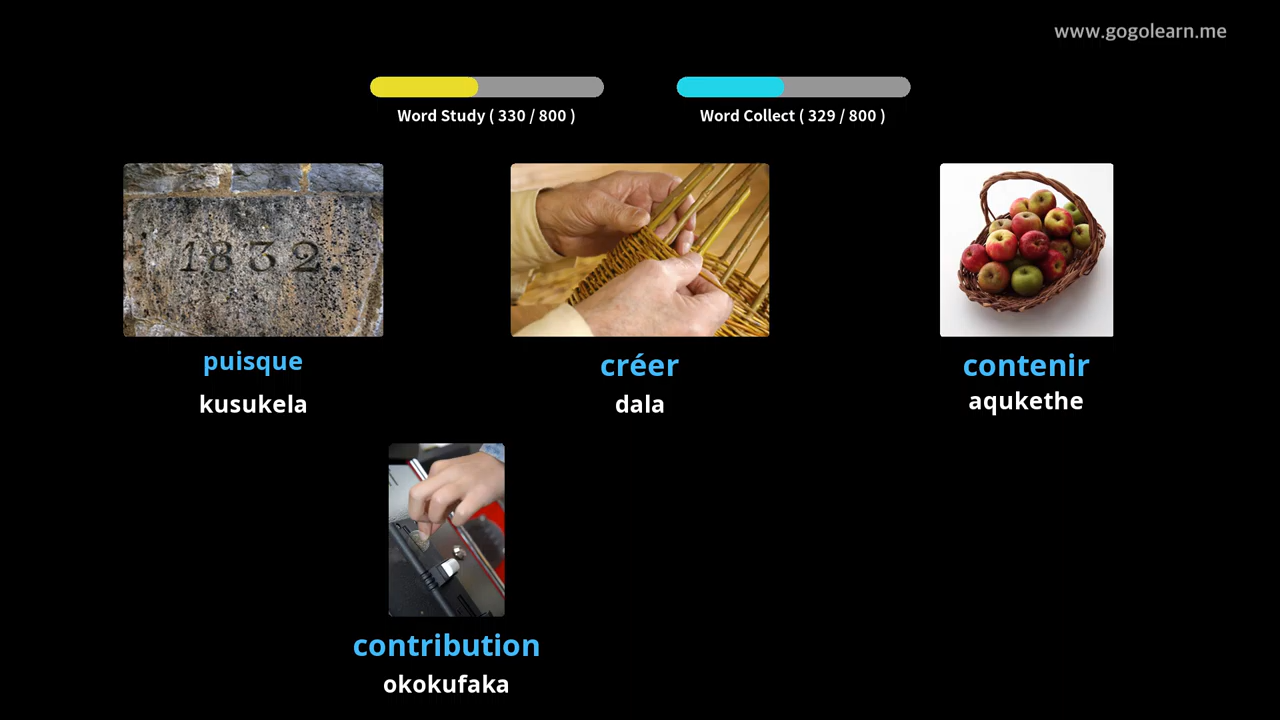 www.gogolearn.me
Word Study ( 330 / 800 )
Word Collect ( 329 / 800 )
1832
puisque
créer
contenir
kusukela
dala
aqukethe
contribution
okokufaka